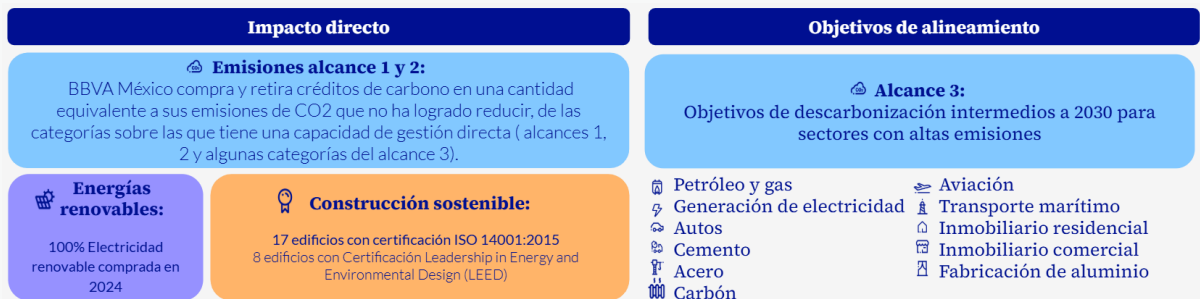 Impacto directo
Emisiones alcance 1 y 2:
BBVA México compra y retira créditos de carbono en una cantidad
equivalente a sus emisiones de CO2 que no ha logrado reducir, de las
categorías sobre las que tiene una capacidad de gestión directa ( alcances 1,
2 y algunas categorías del alcance 3).
Energías
renovables:
100% Electricidad
renovable comprada en
2024
Construcción sostenible:
17 edificios con certificación ISO 14001:2015
8 edificios con Certificación Leadership in Energy and
Environmental Design (LEED)
Objetivos de alineamiento
Alcance 3:
Objetivos de descarbonización intermedios a 2030 para
sectores con altas emisiones
Petróleo y gas
Generación de electricidad
Autos
Cemento
Acero
Carbón
Aviación
Transporte marítimo
Inmobiliario residencial
Inmobiliario comercial
Fabricación de aluminio